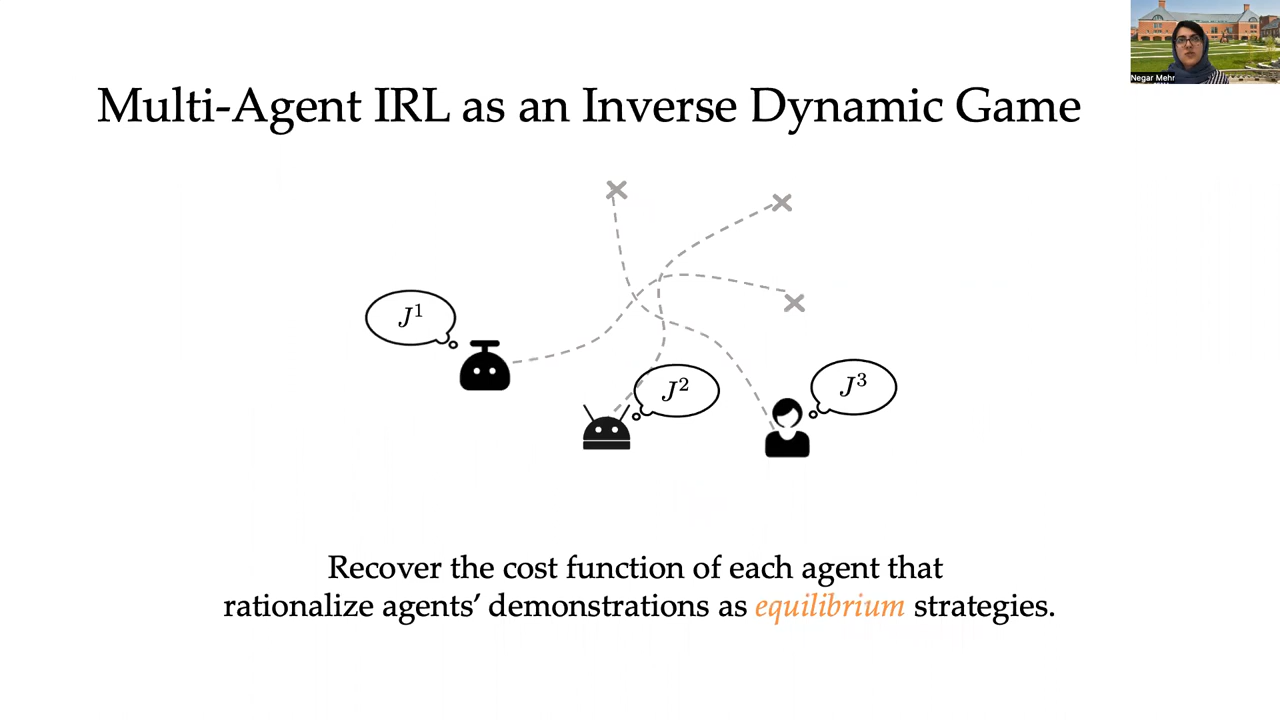 Multi-Agent IRL as an Inverse Dynamic Game
Negar Mehr
J¹
J²
J³
Recover the cost function of each agent that
rationalize agents' demonstrations as equilibrium strategies.